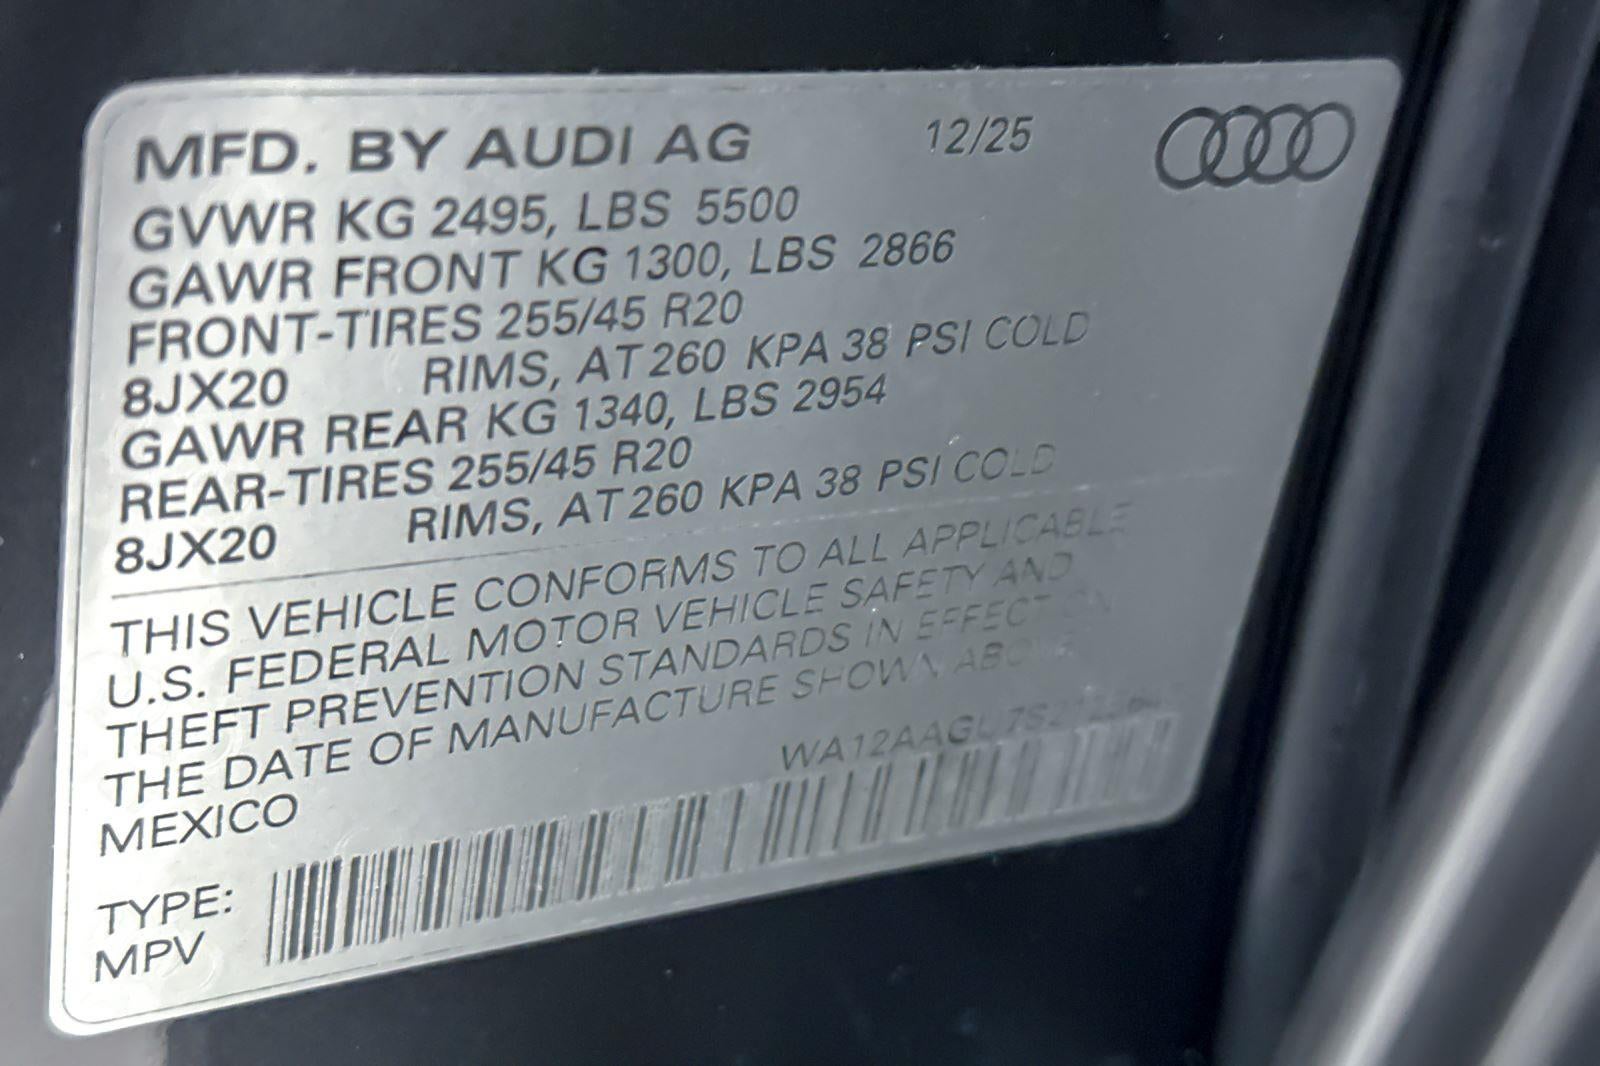 MFD. BY AUDI AG 12/25
GVWR KG 2495, LBS 5500
GAWR FRONT KG 1300, LBS 2866
FRONT-TIRES 255/45 R20
8JX20 RIMS, AT 260 KPA 38 PSI COLD
GAWR REAR KG 1340, LBS 2954
REAR-TIRES 255/45 R20
8JX20 RIMS, AT 260 KPA 38 PSI COLD
THIS VEHICLE CONFORMS TO ALL APPLICABLE
U.S. FEDERAL MOTOR VEHICLE SAFETY AND
THEFT PREVENTION STANDARDS IN EFFECT ON
THE DATE OF MANUFACTURE SHOWN ABOVE
MEXICO
TYPE:
MPV